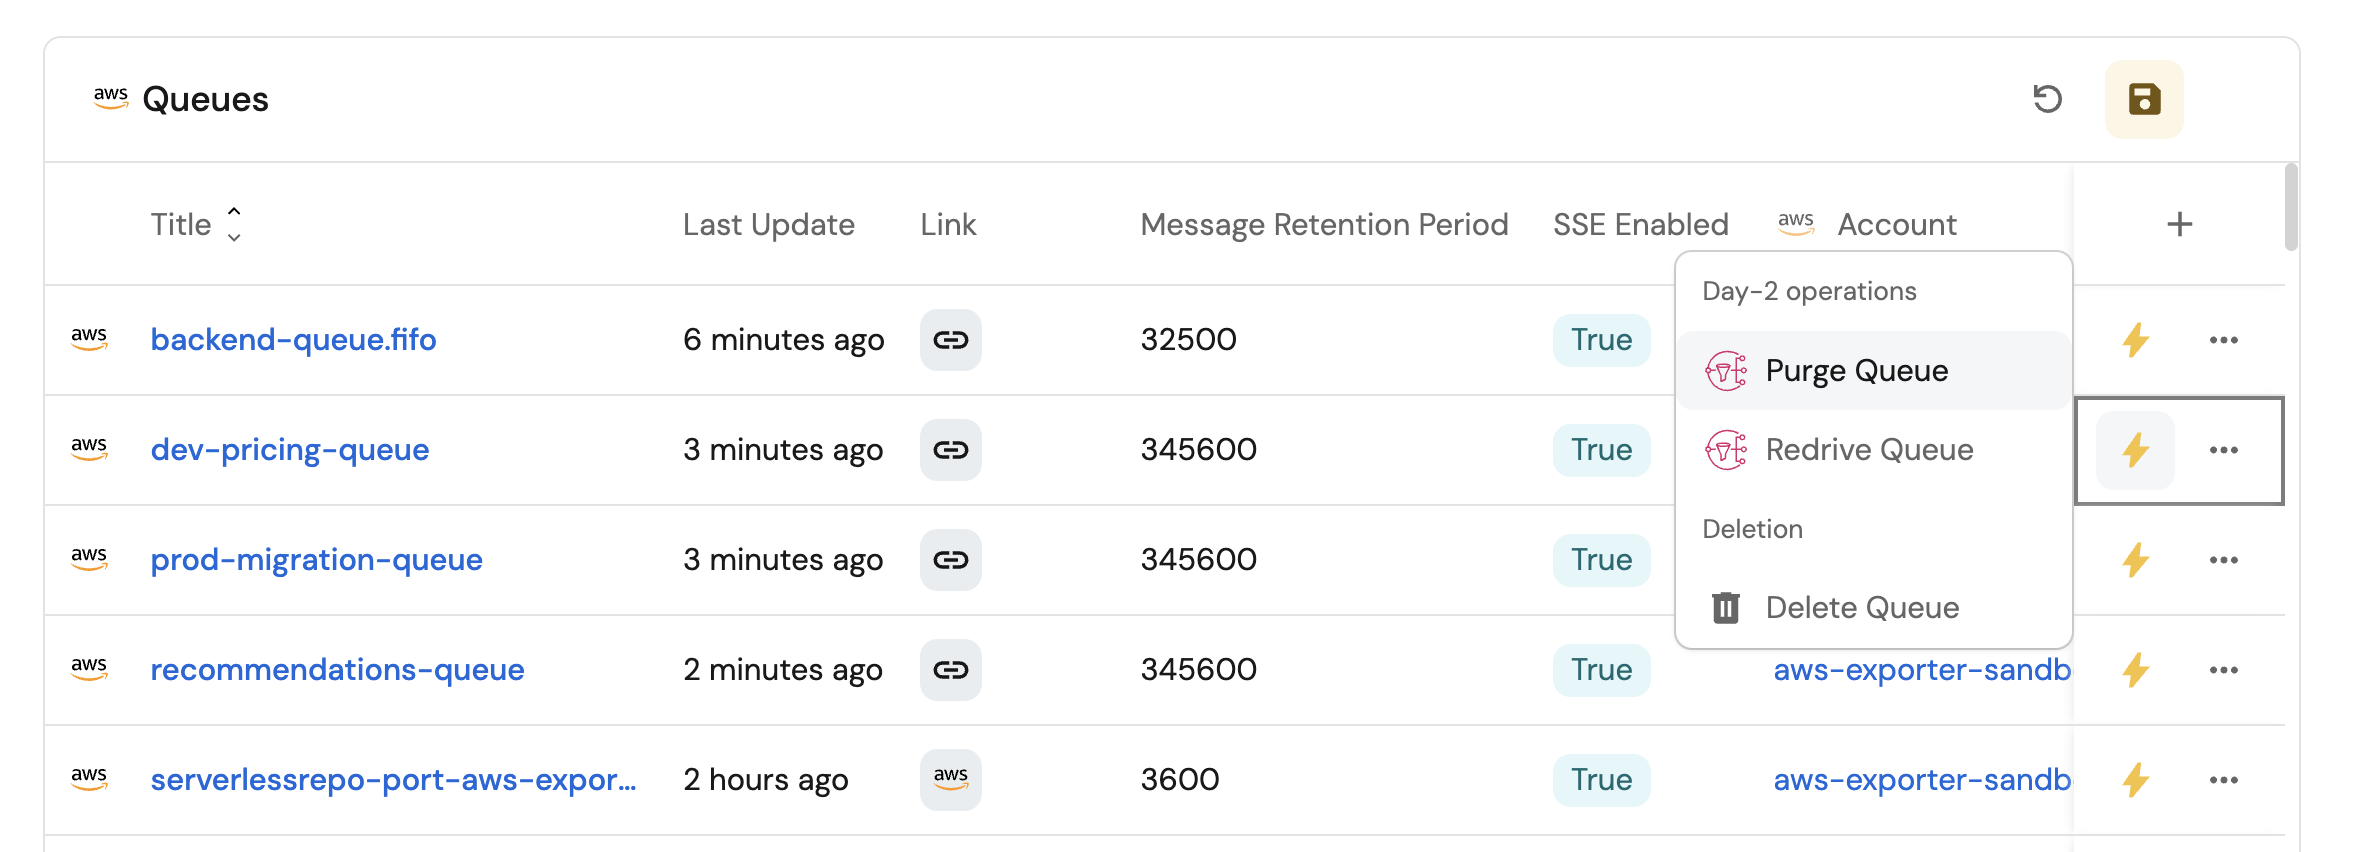 aws Queues
Title Last Update Link Message Retention Period SSE Enabled aws Account
Day-2 operations
aws backend-queue.fifo 6 minutes ago 32500 True
Purge Queue
aws dev-pricing-queue 3 minutes ago 345600 True
Redrive Queue
Deletion
aws prod-migration-queue 3 minutes ago 345600 True
Delete Queue
aws recommendations-queue 2 minutes ago 345600 True aws-exporter-sandb
aws serverlessrepo-port-aws-expor... 2 hours ago aws 3600 True aws-exporter-sandb